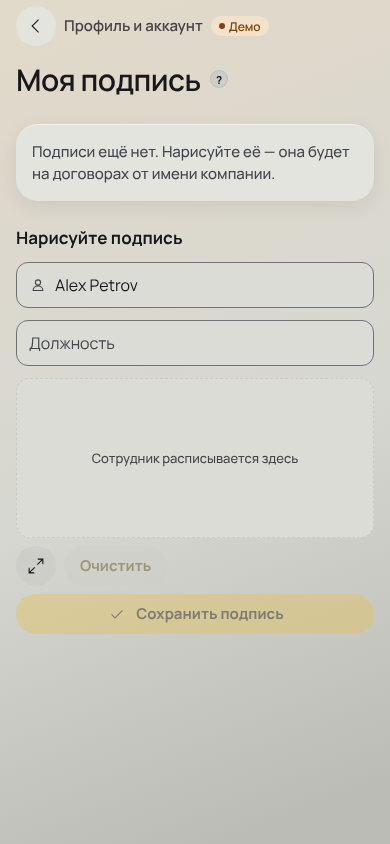 Профиль и аккаунт
Демо
Моя подпись ?
Подписи ещё нет. Нарисуйте её — она будет
на договорах от имени компании.
Нарисуйте подпись
Alex Petrov
Должность
Сотрудник расписывается здесь
Очистить
Сохранить подпись